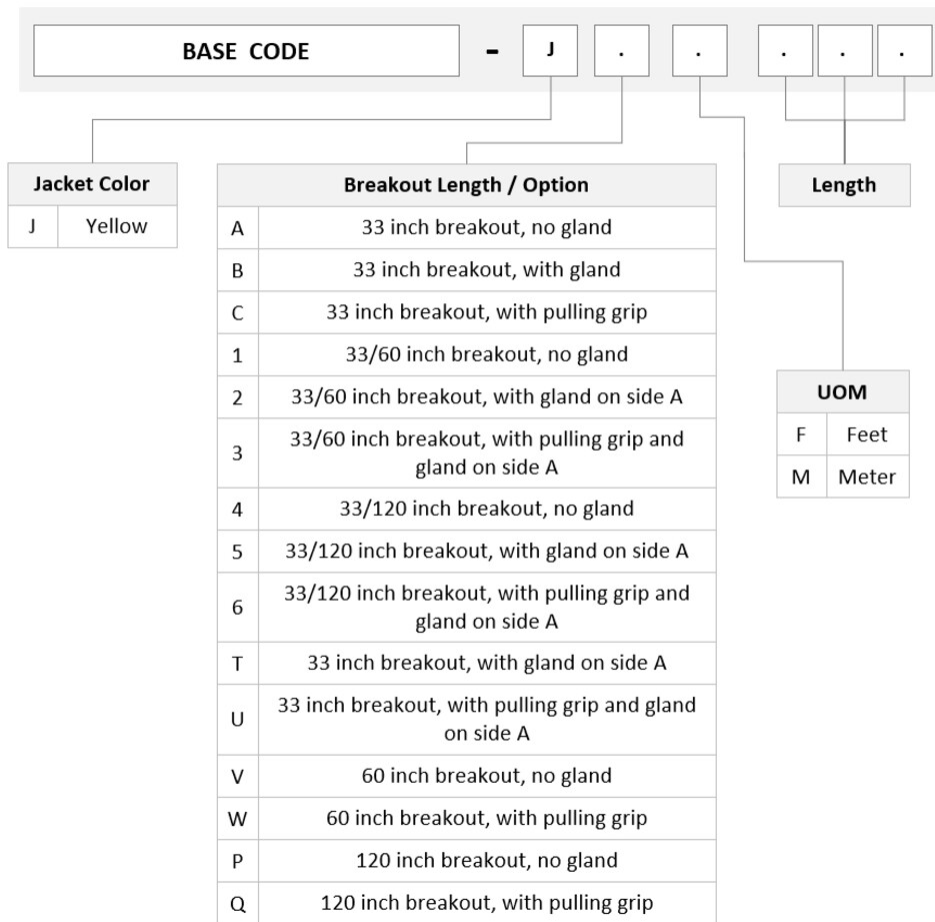 BASE CODE - J . . . . .
Jacket Color
J Yellow
Breakout Length / Option
A 33 inch breakout, no gland
B 33 inch breakout, with gland
C 33 inch breakout, with pulling grip
1 33/60 inch breakout, no gland
2 33/60 inch breakout, with gland on side A
3 33/60 inch breakout, with pulling grip and
gland on side A
4 33/120 inch breakout, no gland
5 33/120 inch breakout, with gland on side A
6 33/120 inch breakout, with pulling grip and
gland on side A
T 33 inch breakout, with gland on side A
U 33 inch breakout, with pulling grip and gland
on side A
V 60 inch breakout, no gland
W 60 inch breakout, with pulling grip
P 120 inch breakout, no gland
Q 120 inch breakout, with pulling grip
Length
UOM
F Feet
M Meter